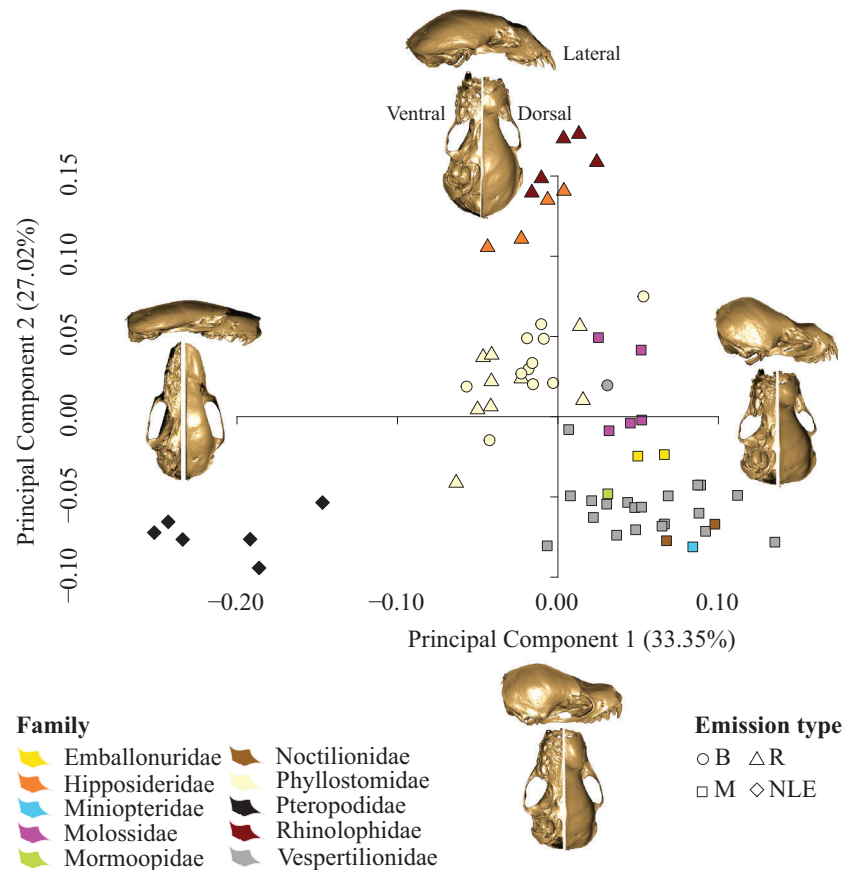 Lateral
Ventral Dorsal
Principal Component 2 (27.02%)
0.15
0.10
0.05
0.00
−0.05
−0.10
−0.20 −0.10 0.00 0.10
Principal Component 1 (33.35%)
Family
Emballonuridae
Hipposideridae
Miniopteridae
Molossidae
Mormoopidae
Noctilionidae
Phyllostomidae
Pteropodidae
Rhinolophidae
Vespertilionidae
Emission type
B R
M NLE